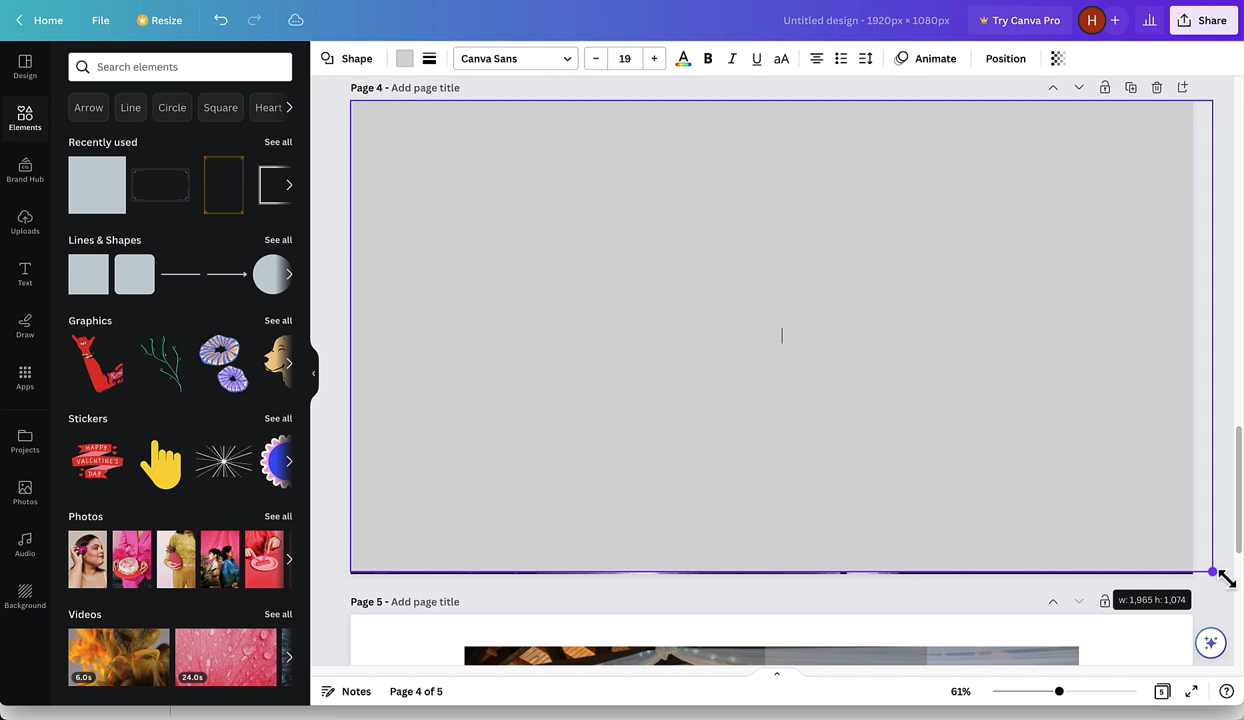 Home File Resize Untitled design - 1920px × 1080px Try Canva Pro H + Share
Design
Elements
Brand Hub
Uploads
Text
Draw
Apps
Projects
Photos
Audio
Background
Search elements
Arrow Line Circle Square Heart
Recently used See all
Lines & Shapes See all
Graphics See all
Stickers See all
HAPPY
VALENTINE'S
DAY
Photos See all
Videos See all
6.0s 24.0s
Shape Canva Sans – 19 + A B I U aA Animate Position
Page 4 - Add page title
Page 5 - Add page title
w: 1,965 h: 1,074
Notes Page 4 of 5 61% 5 ?